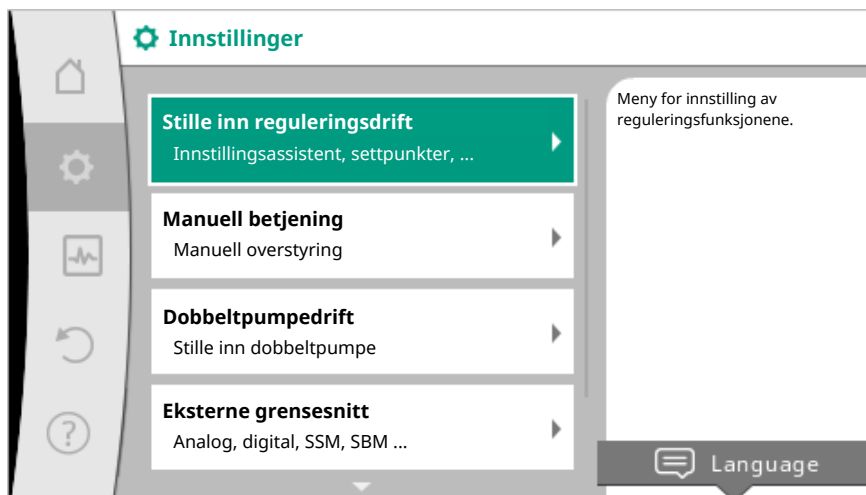 Innstillinger
Stille inn reguleringsdrift
Innstillingsassistent, settpunkter, ...
Manuell betjening
Manuell overstyring
Dobbeltpumpedrift
Stille inn dobbeltpumpe
Eksterne grensesnitt
Analog, digital, SSM, SBM ...
Meny for innstilling av
reguleringsfunksjonene.
?
Language